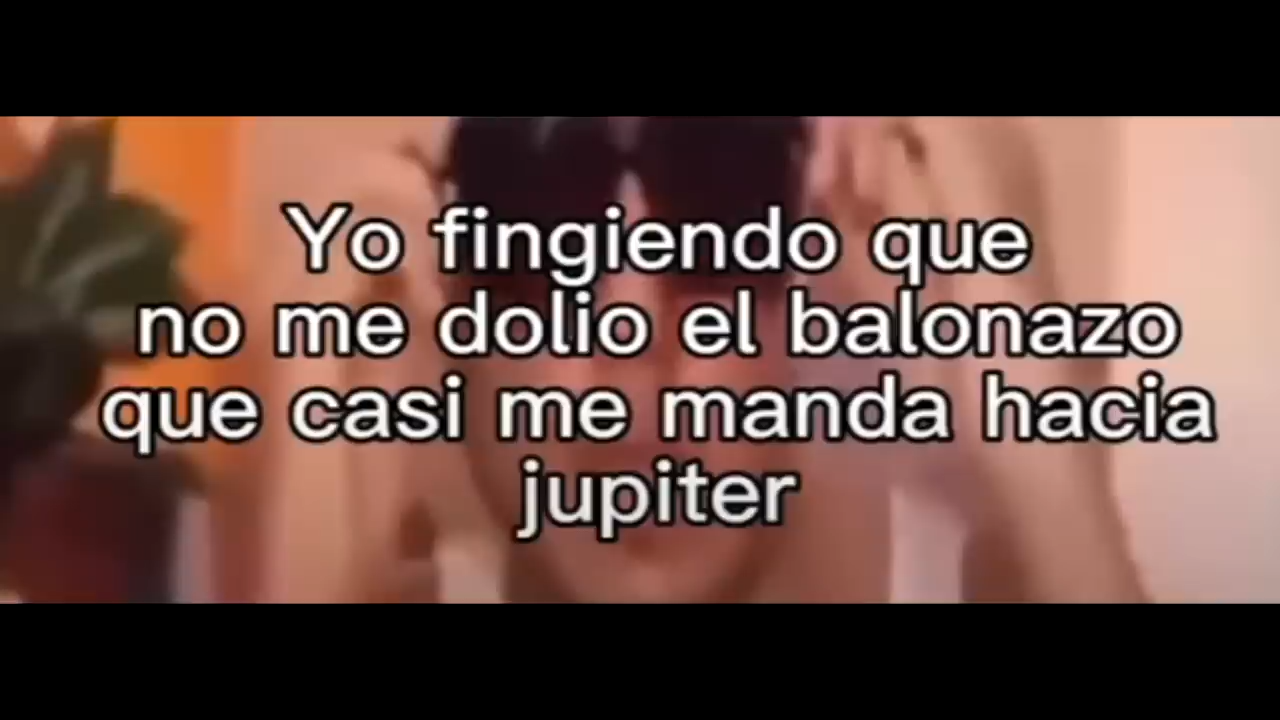 Yo fingiendo que
no me dolio el balonazo
que casi me manda hacia
jupiter